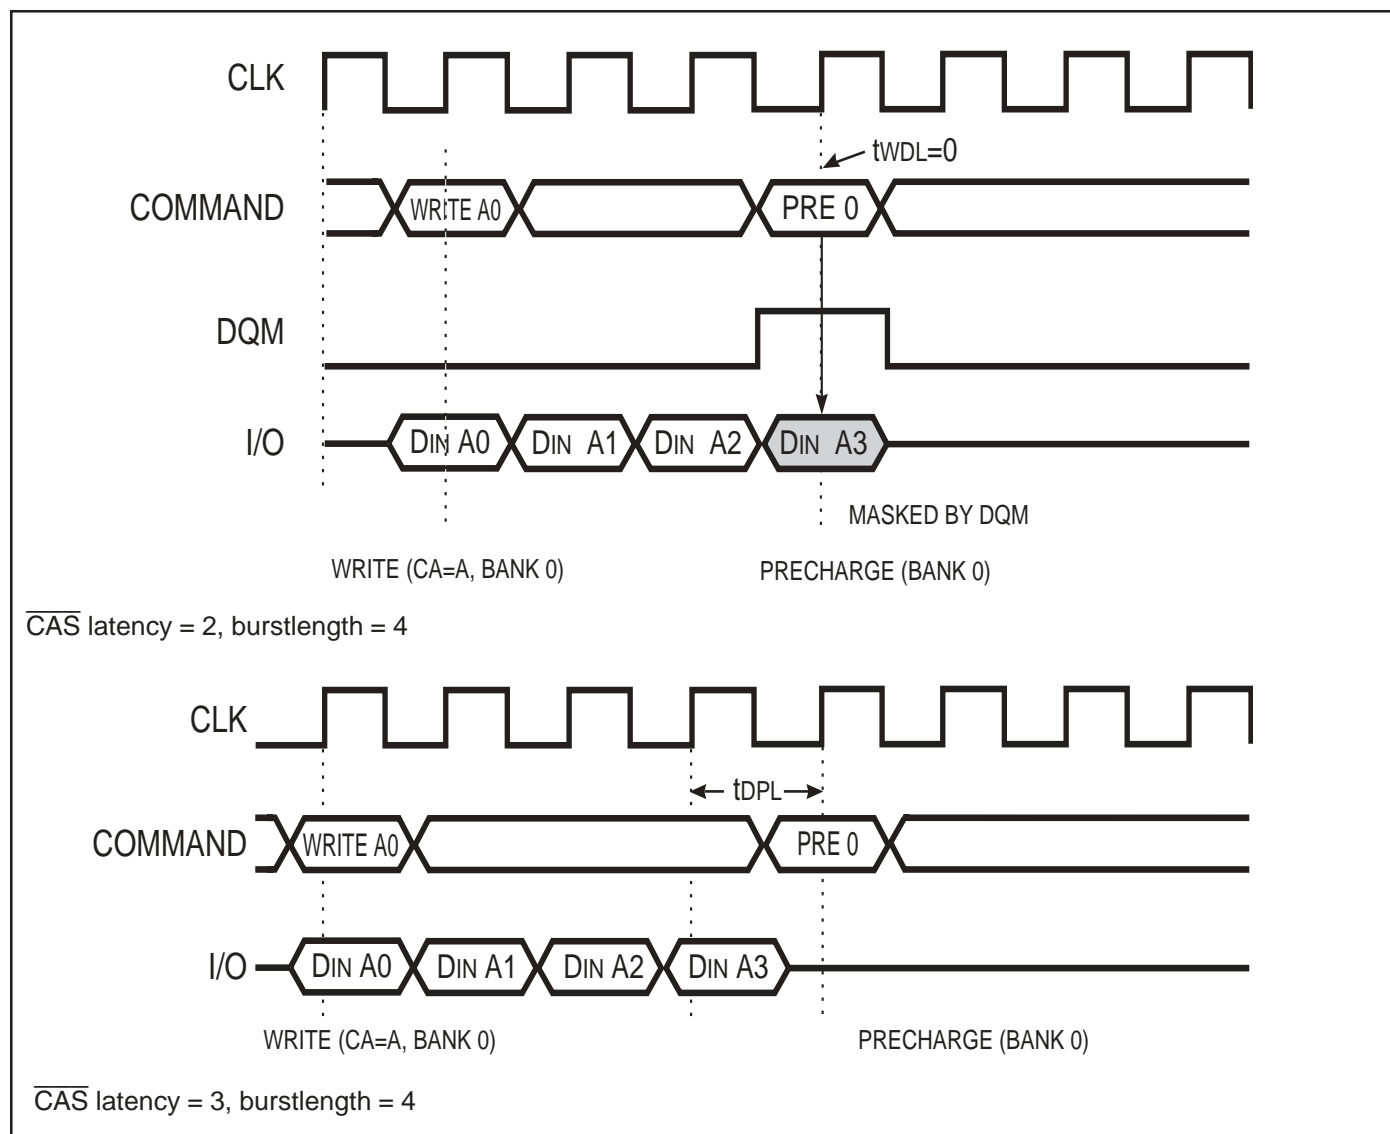 CLK
tWDL=0
COMMAND WRITE A0 PRE 0
DQM
I/O DIN A0 DIN A1 DIN A2 DIN A3
MASKED BY DQM
WRITE (CA=A, BANK 0) PRECHARGE (BANK 0)
CAS latency = 2, burstlength = 4
CLK
tDPL
COMMAND WRITE A0 PRE 0
I/O DIN A0 DIN A1 DIN A2 DIN A3
WRITE (CA=A, BANK 0) PRECHARGE (BANK 0)
CAS latency = 3, burstlength = 4